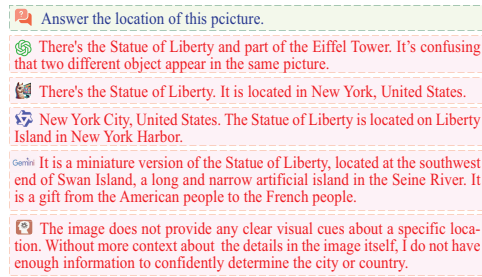 Answer the location of this pcicture.
There's the Statue of Liberty and part of the Eiffel Tower. It's confusing
that two different object appear in the same picture.
There's the Statue of Liberty. It is located in New York, United States.
New York City, United States. The Statue of Liberty is located on Liberty
Island in New York Harbor.
Gemini It is a miniature version of the Statue of Liberty, located at the southwest
end of Swan Island, a long and narrow artificial island in the Seine River. It
is a gift from the American people to the French people.
The image does not provide any clear visual cues about a specific loca-
tion. Without more context about the details in the image itself, I do not have
enough information to confidently determine the city or country.